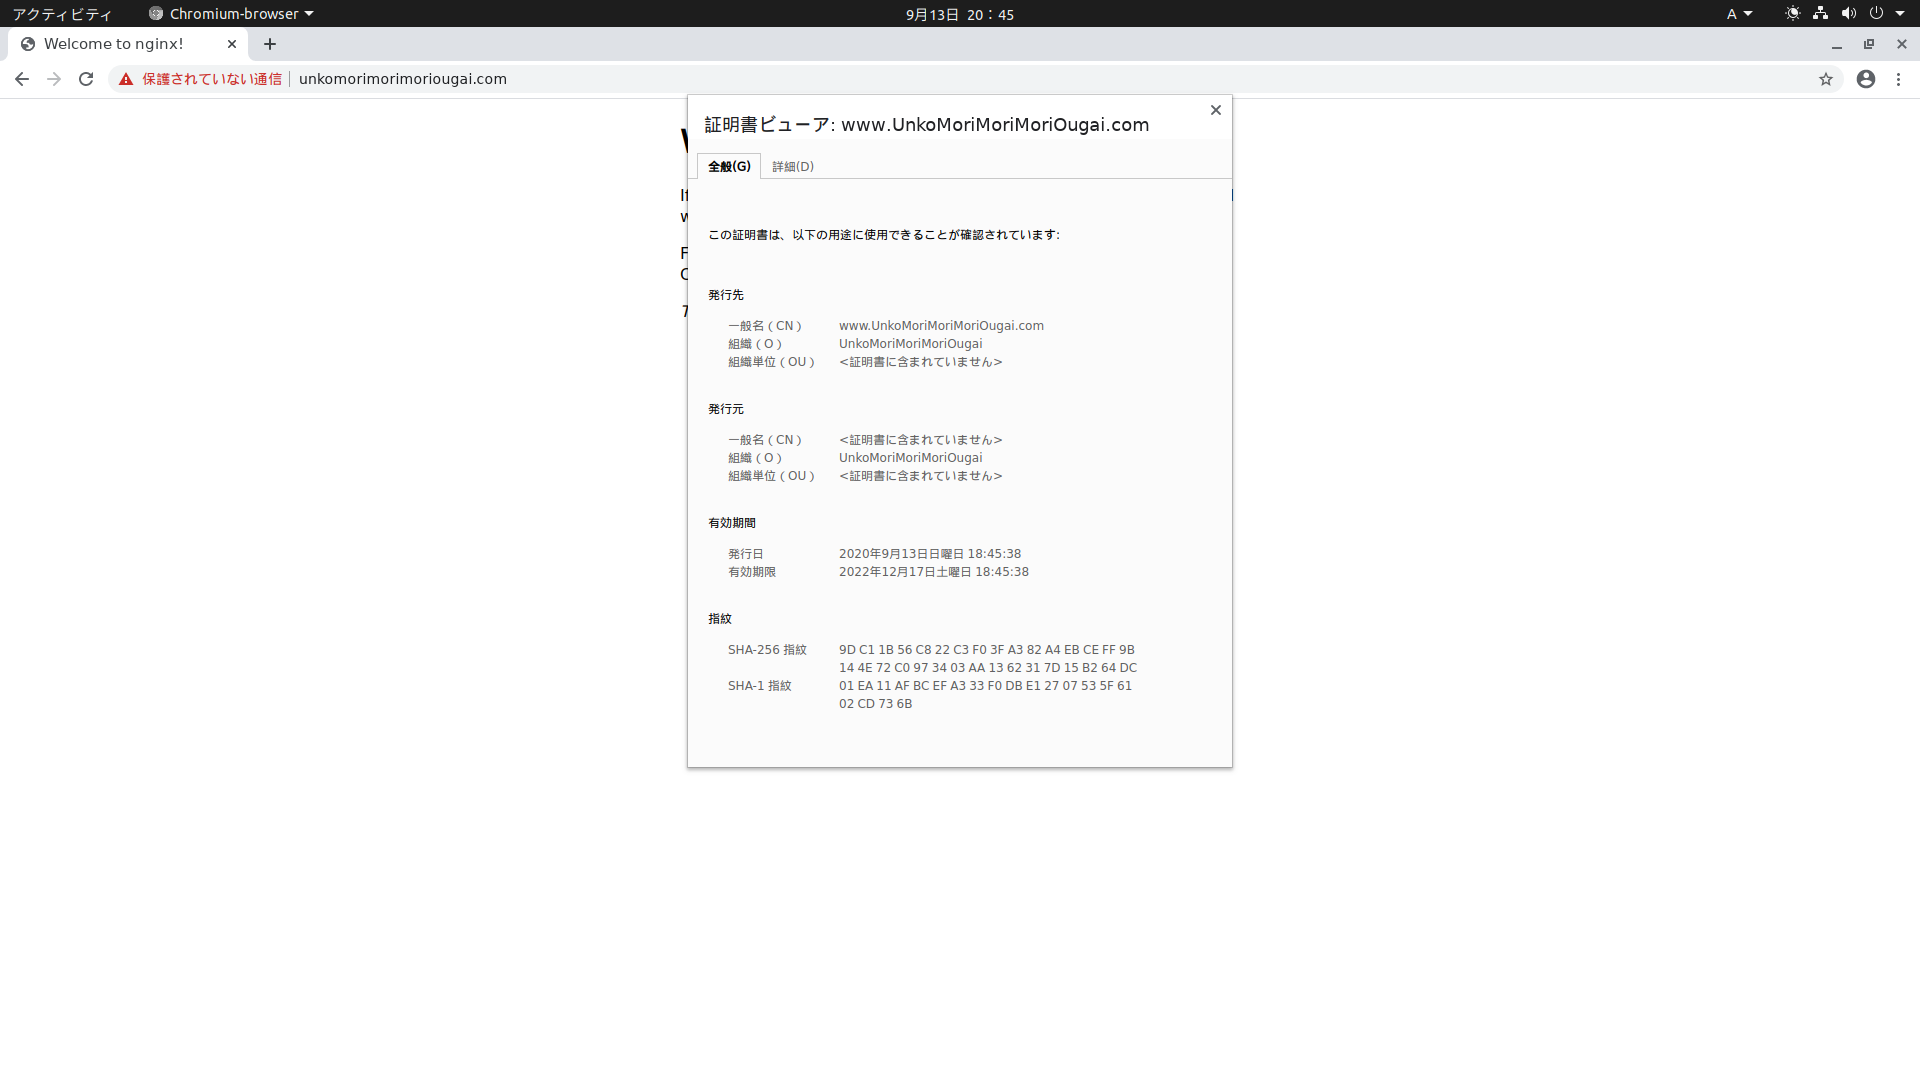 アクティビティ
Chromium-browser
9月13日 20：45
A
Welcome to nginx!
保護されていない通信
unkomorimorimoriougai.com
証明書ビューア: www.UnkoMoriMoriMoriOugai.com
全般(G)
詳細(D)
この証明書は、以下の用途に使用できることが確認されています:
発行先
一般名 ( CN ) www.UnkoMoriMoriMoriOugai.com
組織 ( O ) UnkoMoriMoriMoriOugai
組織単位 ( OU ) <証明書に含まれていません>
発行元
一般名 ( CN ) <証明書に含まれていません>
組織 ( O ) UnkoMoriMoriMoriOugai
組織単位 ( OU ) <証明書に含まれていません>
有効期間
発行日 2020年9月13日日曜日 18:45:38
有効期限 2022年12月17日土曜日 18:45:38
指紋
SHA-256 指紋 9D C1 1B 56 C8 22 C3 F0 3F A3 82 A4 EB CE FF 9B
14 4E 72 C0 97 34 03 AA 13 62 31 7D 15 B2 64 DC
SHA-1 指紋 01 EA 11 AF BC EF A3 33 F0 DB E1 27 07 53 5F 61
02 CD 73 6B